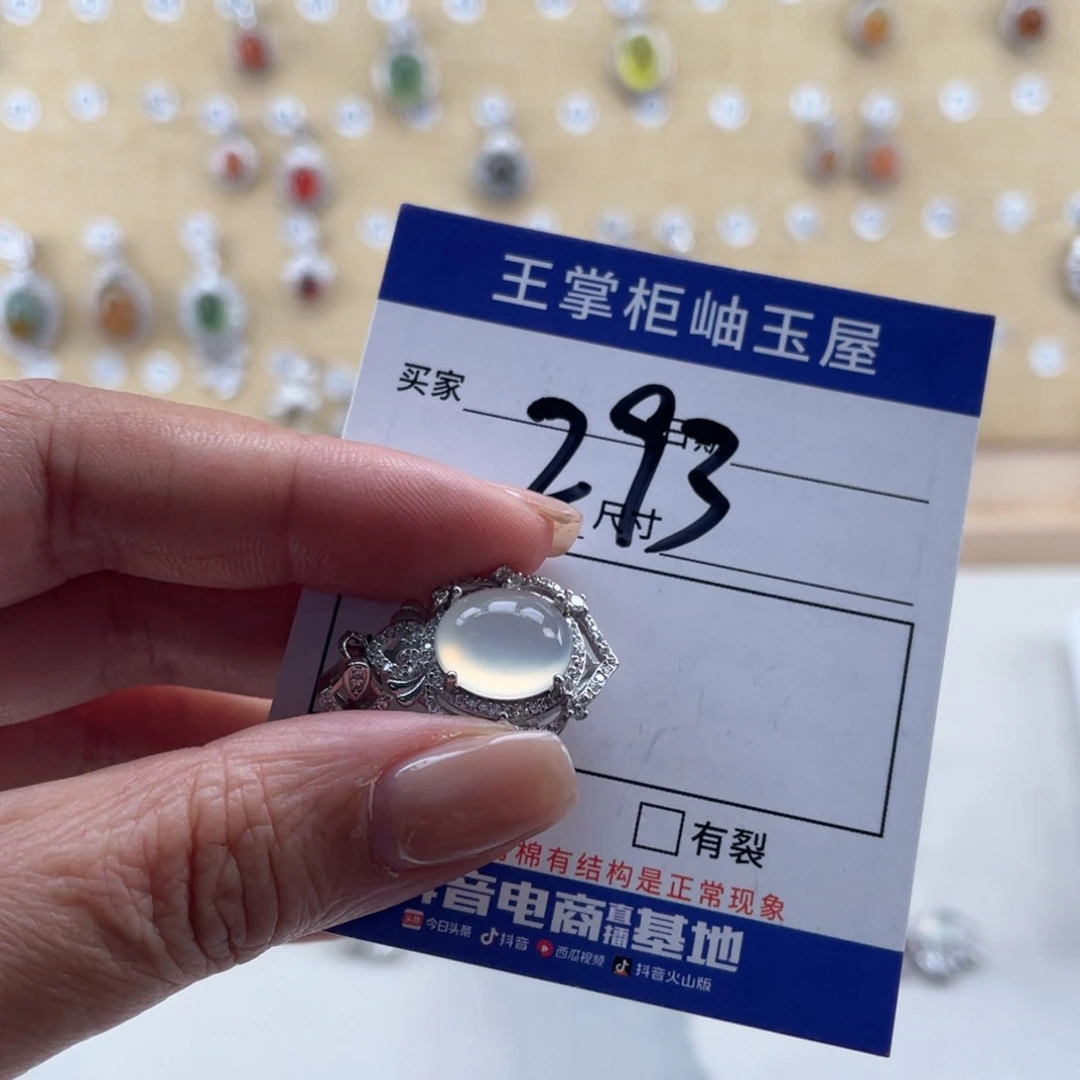 王掌柜岫玉屋
买家
293
尺寸
有裂
棉有结构是正常现象
音电商直播基地
今日头条 抖音 西瓜视频 抖音火山版